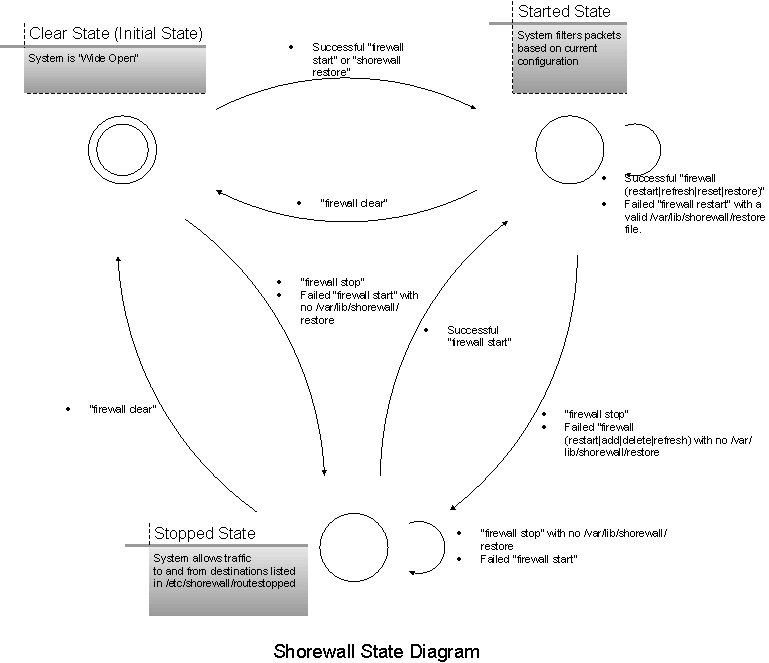 Clear State (Initial State)
System is "Wide Open"
Started State
System filters packets
based on current
configuration
• Successful "firewall
start" or "shorewall
restore"
• Successful "firewall
(restart|refresh|reset|restore)"
• Failed "firewall restart" with a
valid /var/lib/shorewall/restore
file.
• "firewall clear"
• "firewall stop"
• Failed "firewall start" with
no /var/lib/shorewall/
restore
• Successful
"firewall start"
• "firewall clear"
• "firewall stop"
• Failed "firewall
(restart|add|delete|refresh) with no /var/
lib/shorewall/restore
Stopped State
System allows traffic
to and from destinations listed
in /etc/shorewall/routestopped
• "firewall stop" with no /var/lib/shorewall/
restore
• Failed "firewall start"
Shorewall State Diagram